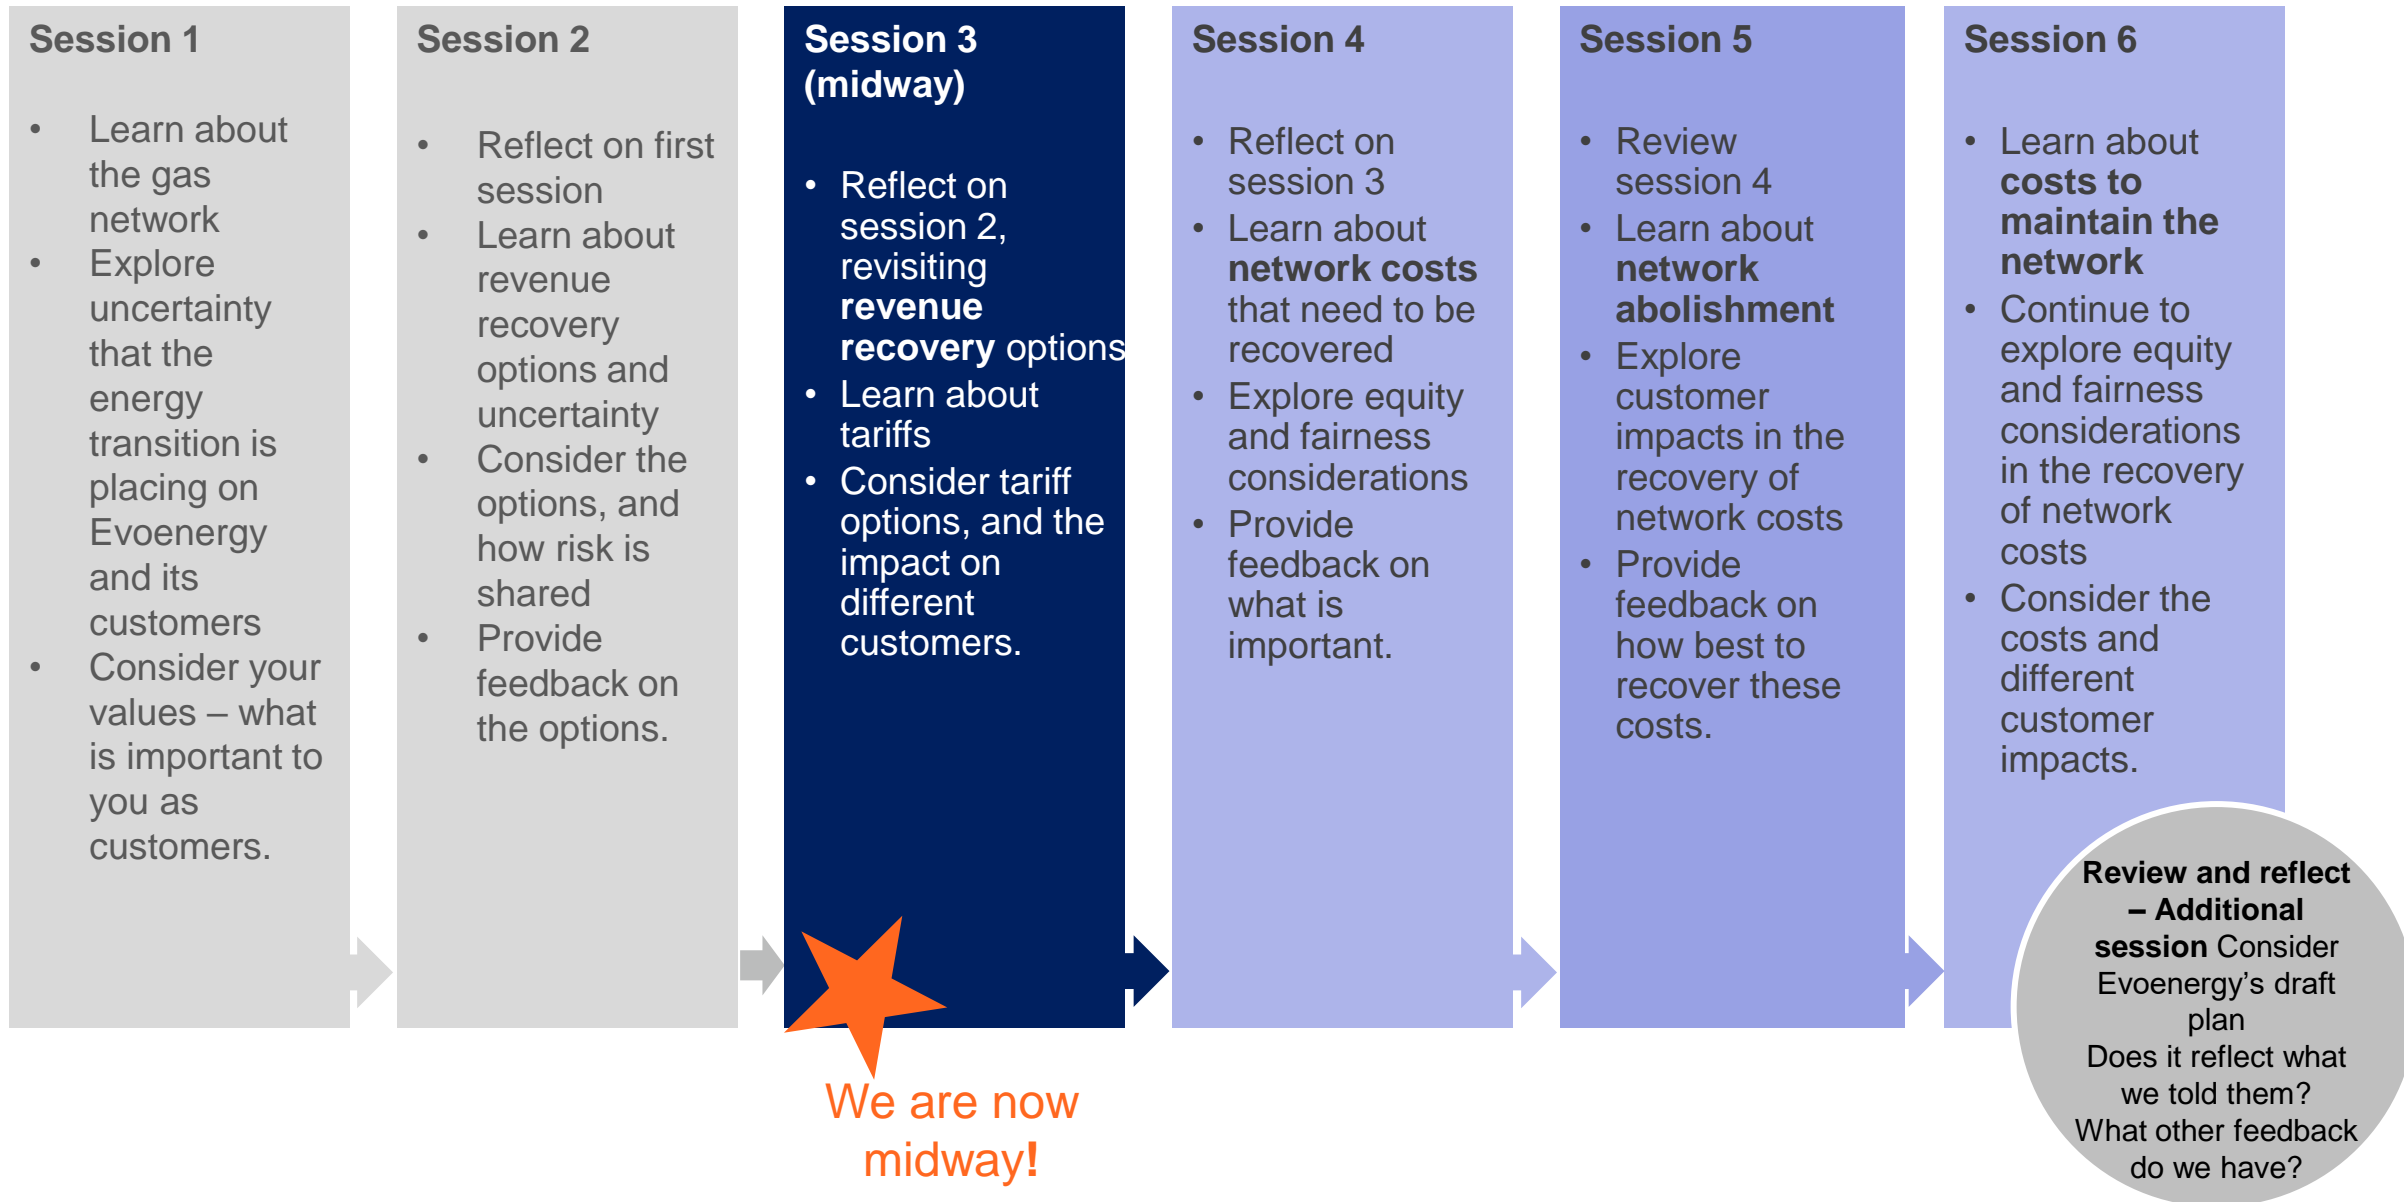 Session 1
• Learn about
the gas
network
• Explore
uncertainty
that the
energy
transition is
placing on
Evoenergy
and its
customers
• Consider your
values – what
is important to
you as
customers.
Session 2
• Reflect on first
session
• Learn about
revenue
recovery
options and
uncertainty
• Consider the
options, and
how risk is
shared
• Provide
feedback on
the options.
Session 3
(midway)
• Reflect on
session 2,
revisiting
revenue
recovery options
• Learn about
tariffs
• Consider tariff
options, and the
impact on
different
customers.
We are now
midway!
Session 4
• Reflect on
session 3
• Learn about
network costs
that need to be
recovered
• Explore equity
and fairness
considerations
• Provide
feedback on
what is
important.
Session 5
• Review
session 4
• Learn about
network
abolishment
• Explore
customer
impacts in the
recovery of
network costs
• Provide
feedback on
how best to
recover these
costs.
Session 6
• Learn about
costs to
maintain the
network
• Continue to
explore equity
and fairness
considerations
in the recovery
of network
costs
• Consider the
costs and
different
customer
impacts.
Review and reflect
– Additional
session Consider
Evoenergy’s draft
plan
Does it reflect what
we told them?
What other feedback
do we have?